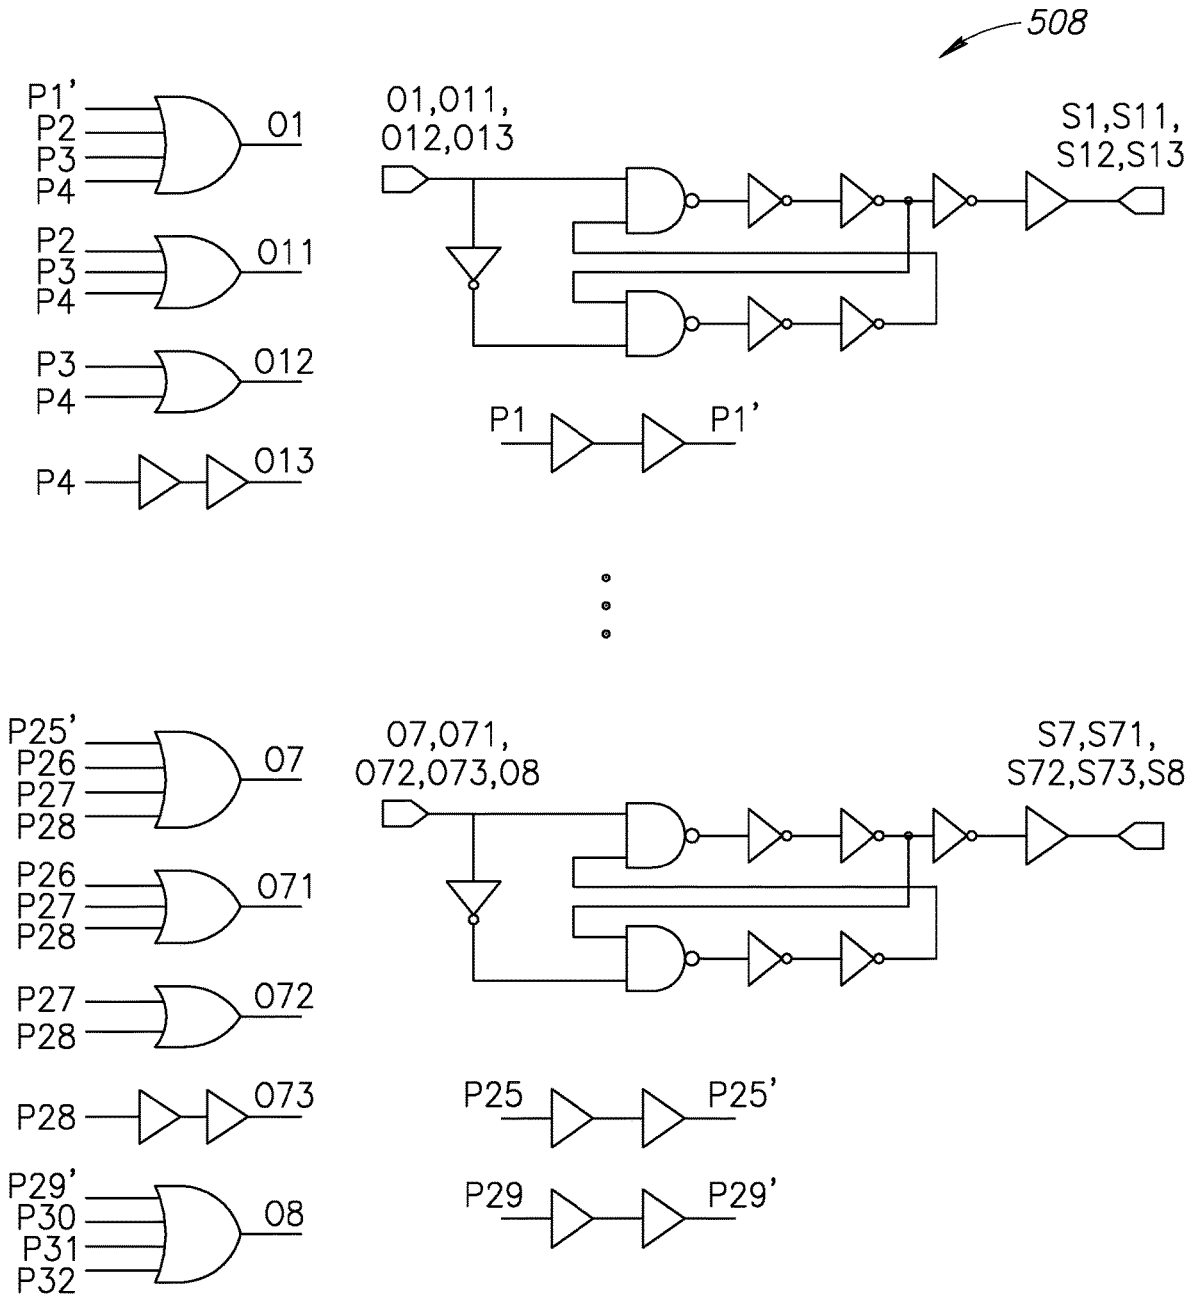 508
P1'
P2
P3
P4
O1
O1,O11,
O12,O13
S1,S11,
S12,S13
P2
P3
P4
O11
P3
P4
O12
P1
P1'
P4
O13
P25'
P26
P27
P28
O7
O7,O71,
O72,O73,O8
S7,S71,
S72,S73,S8
P26
P27
P28
O71
P27
P28
O72
P28
O73
P25
P25'
P29'
P30
P31
P32
O8
P29
P29'